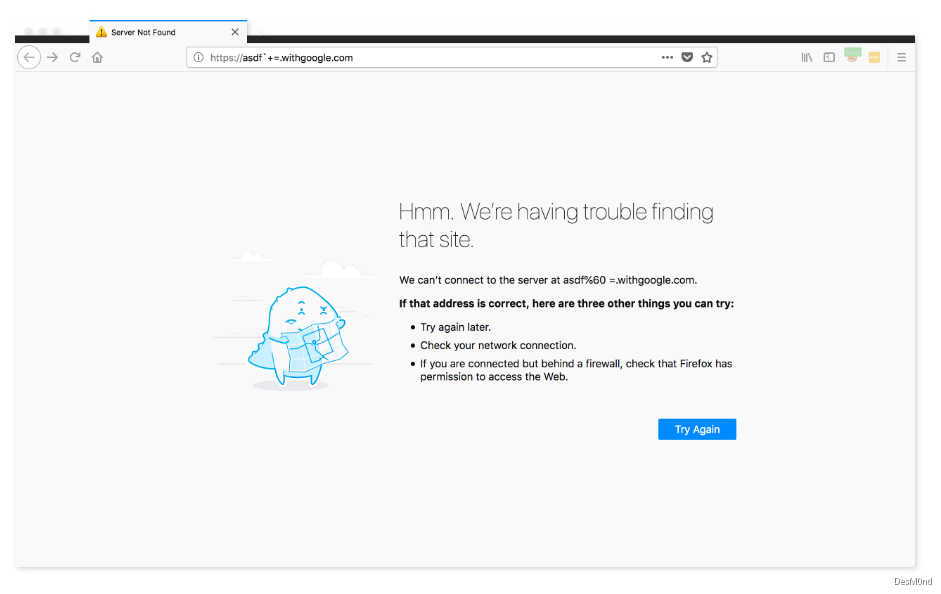 Server Not Found
https://asdf`+=.withgoogle.com
Hmm. We're having trouble finding
that site.
We can't connect to the server at asdf%60 =.withgoogle.com.
If that address is correct, here are three other things you can try:
Try again later.
Check your network connection.
If you are connected but behind a firewall, check that Firefox has
permission to access the Web.
Try Again
DesM0nd